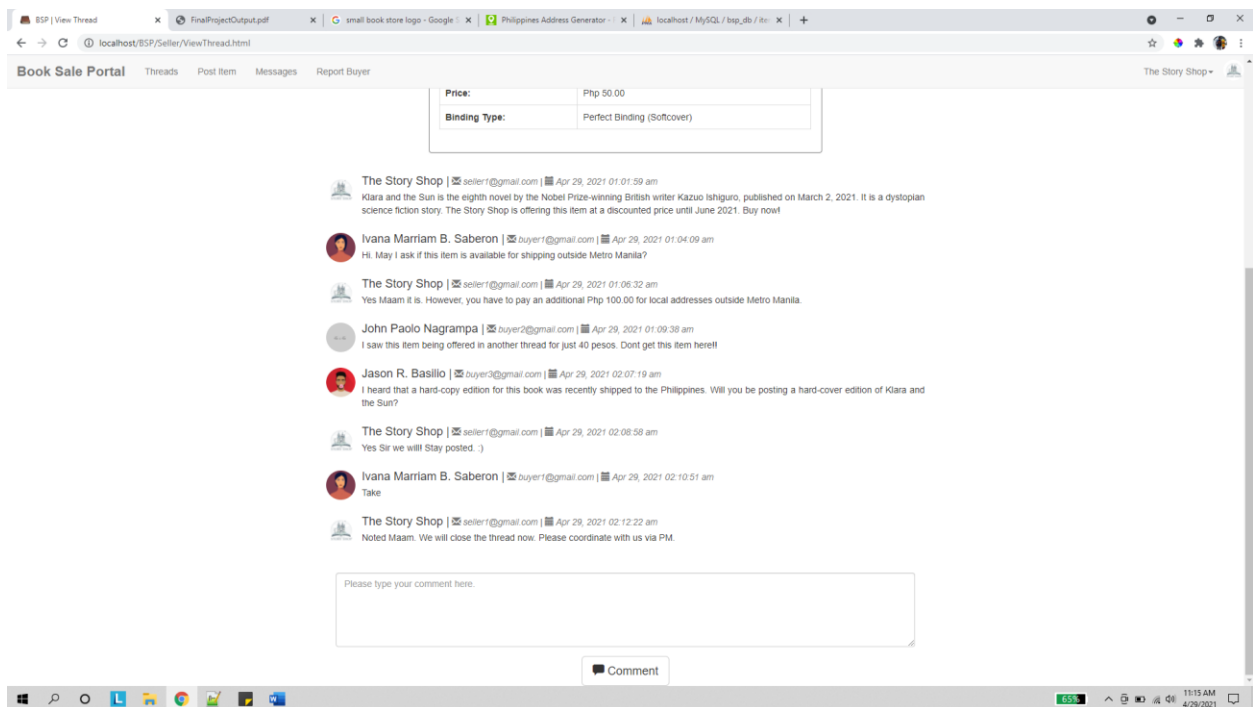 BSP | View Thread
FinalProjectOutput.pdf
small book store logo - Google S
Philippines Address Generator -
localhost / MySQL / bsp_db / ite
localhost/BSP/Seller/ViewThread.html
Book Sale Portal Threads Post Item Messages Report Buyer The Story Shop
Price: Php 50.00
Binding Type: Perfect Binding (Softcover)
The Story Shop | seller1@gmail.com | Apr 29, 2021 01:01:59 am
Klara and the Sun is the eighth novel by the Nobel Prize-winning British writer Kazuo Ishiguro, published on March 2, 2021. It is a dystopian
science fiction story. The Story Shop is offering this item at a discounted price until June 2021. Buy now!
Ivana Marriam B. Saberon | buyer1@gmail.com | Apr 29, 2021 01:04:09 am
Hi. May I ask if this item is available for shipping outside Metro Manila?
The Story Shop | seller1@gmail.com | Apr 29, 2021 01:06:32 am
Yes Maam it is. However, you have to pay an additional Php 100.00 for local addresses outside Metro Manila.
John Paolo Nagrampa | buyer2@gmail.com | Apr 29, 2021 01:09:38 am
I saw this item being offered in another thread for just 40 pesos. Dont get this item here!!
Jason R. Basilio | buyer3@gmail.com | Apr 29, 2021 02:07:19 am
I heard that a hard-copy edition for this book was recently shipped to the Philippines. Will you be posting a hard-cover edition of Klara and
the Sun?
The Story Shop | seller1@gmail.com | Apr 29, 2021 02:08:58 am
Yes Sir we will! Stay posted. :)
Ivana Marriam B. Saberon | buyer1@gmail.com | Apr 29, 2021 02:10:51 am
Take
The Story Shop | seller1@gmail.com | Apr 29, 2021 02:12:22 am
Noted Maam. We will close the thread now. Please coordinate with us via PM.
Please type your comment here.
Comment
65%
11:15 AM
4/29/2021